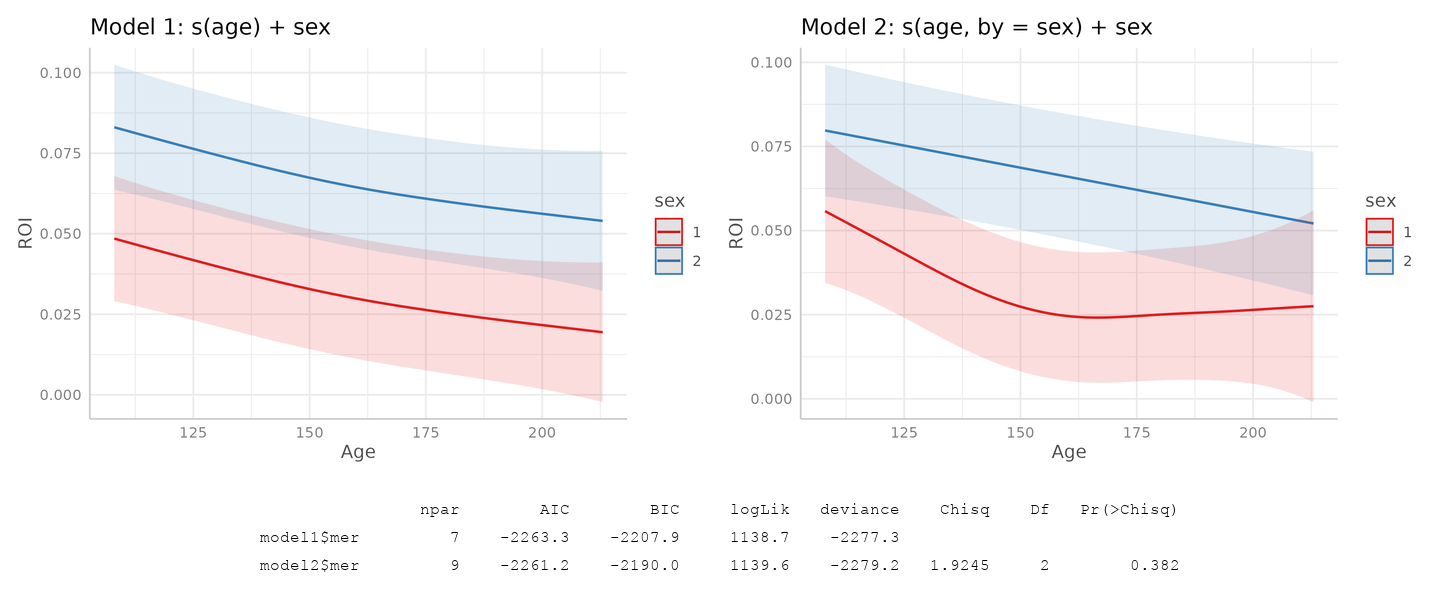 Model 1: s(age) + sex
0.100
0.075
0.050
0.025
0.000
ROI
125 150 175 200
Age
sex
1
2
Model 2: s(age, by = sex) + sex
0.100
0.075
0.050
0.025
0.000
ROI
125 150 175 200
Age
sex
1
2
npar AIC BIC logLik deviance Chisq Df Pr(>Chisq)
model1$mer 7 -2263.3 -2207.9 1138.7 -2277.3
model2$mer 9 -2261.2 -2190.0 1139.6 -2279.2 1.9245 2 0.382